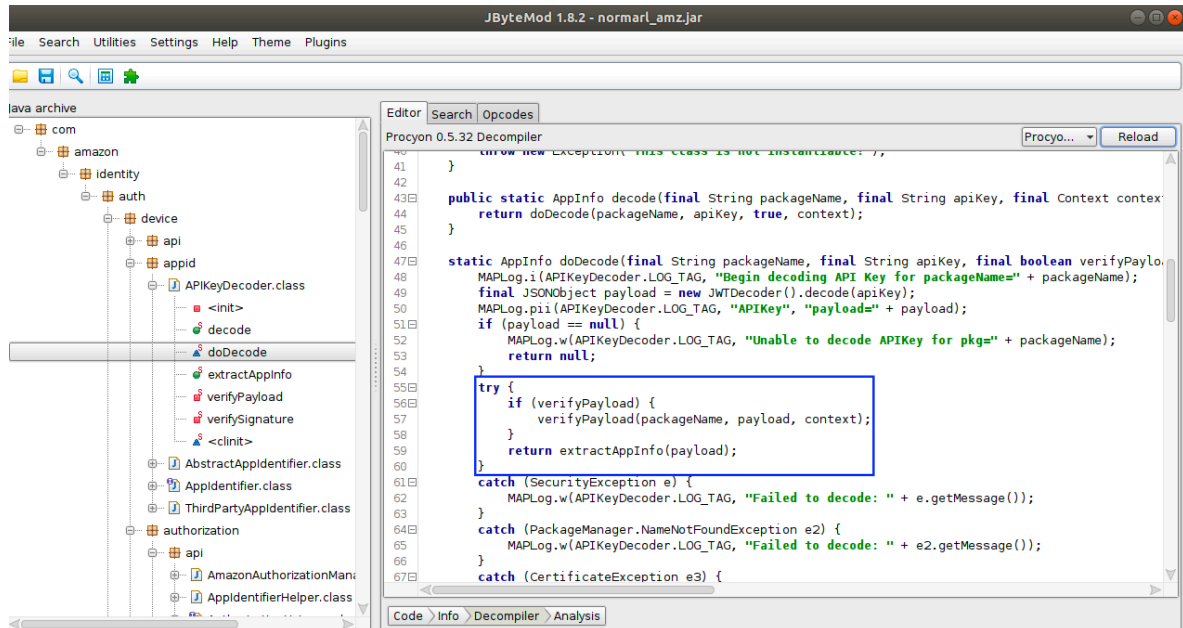 JByteMod 1.8.2 - normarl_amz.jar
File Search Utilities Settings Help Theme Plugins
Java archive
com
amazon
identity
auth
device
api
appid
APIKeyDecoder.class
<init>
decode
doDecode
extractAppInfo
verifyPayload
verifySignature
<clinit>
AbstractAppIdentifier.class
AppIdentifier.class
ThirdPartyAppIdentifier.class
authorization
api
AmazonAuthorizationMana
AppIdentifierHelper.class
Editor Search Opcodes
Procyon 0.5.32 Decompiler Procyo... Reload
40 throw new Exception("This class is not instantiable!");
41 }
42
43 public static AppInfo decode(final String packageName, final String apiKey, final Context contex
44 return doDecode(packageName, apiKey, true, context);
45 }
46
47 static AppInfo doDecode(final String packageName, final String apiKey, final boolean verifyPaylo
48 MAPLog.i(APIKeyDecoder.LOG_TAG, "Begin decoding API Key for packageName=" + packageName);
49 final JSONObject payload = new JWTDecoder().decode(apiKey);
50 MAPLog.pii(APIKeyDecoder.LOG_TAG, "APIKey", "payload=" + payload);
51 if (payload == null) {
52 MAPLog.w(APIKeyDecoder.LOG_TAG, "Unable to decode APIKey for pkg=" + packageName);
53 return null;
54 }
55 try {
56 if (verifyPayload) {
57 verifyPayload(packageName, payload, context);
58 }
59 return extractAppInfo(payload);
60 }
61 catch (SecurityException e) {
62 MAPLog.w(APIKeyDecoder.LOG_TAG, "Failed to decode: " + e.getMessage());
63 }
64 catch (PackageManager.NameNotFoundException e2) {
65 MAPLog.w(APIKeyDecoder.LOG_TAG, "Failed to decode: " + e2.getMessage());
66 }
67 catch (CertificateException e3) {
Code Info Decompiler Analysis